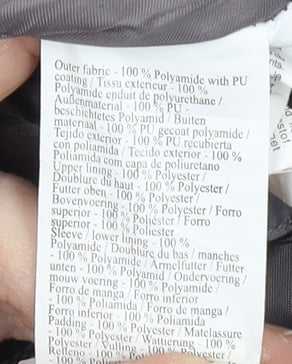 Outer fabric - 100 % Polyamide with PU
coating / Tissu exterieur - 100 %
Polyamide enduit de polyurethane /
Außenmaterial - 100 % PU -
beschichtetes Polyamid / Buiten
materiaal - 100 % PU gecoat polyamide /
Tejido exterior - 100 % PU recubierta
con poliamida / Tecido exterior - 100 %
Poliamida com capa de poliuretano
Upper lining - 100 % Polyester /
Doublure du haut - 100 % Polyester /
Futter oben - 100 % Polyester /
Bovenvoering - 100 % Polyester / Forro
superior - 100 % Poliester / Forro
superior - 100 % Poliester
Sleeve / lower lining - 100 %
Polyamide / Doublure du bas / manches
- 100 % Polyamide / Ärmelfutter / Futter
unten - 100 % Polyamid / Ondervoering /
mouw voering - 100 % Polyamide /
Forro de manga / Forro inferior
- 100 % Poliamida / Forro de manga /
Forro inferior - 100 % Poliamida
Padding - 100 % Polyester / Matelassure
- 100 % Polyester / Wattierung - 100 %
Polyester / Vulling - 100 % Polyester /
Relleno - 100 % Poliester /